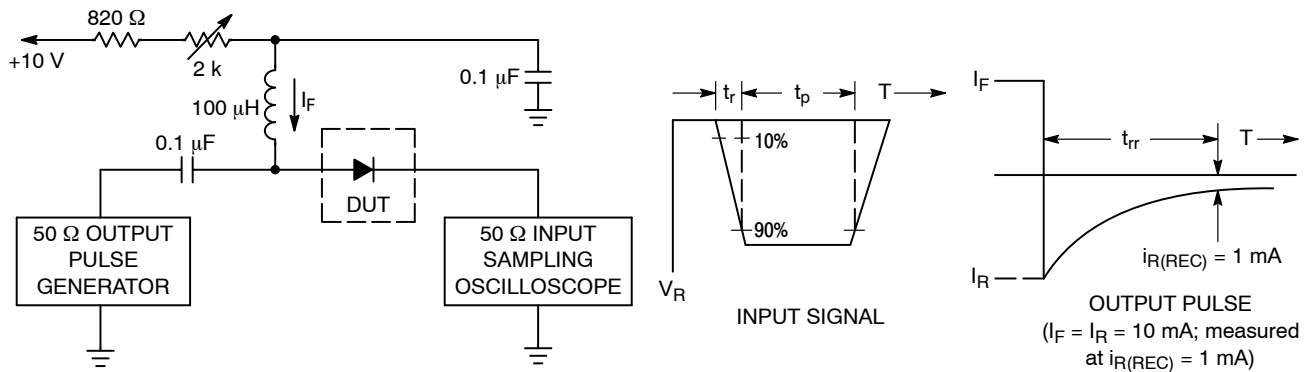 820 Ω
+10 V
2 k
100 μH
I_F
0.1 μF
0.1 μF
DUT
50 Ω OUTPUT
PULSE
GENERATOR
50 Ω INPUT
SAMPLING
OSCILLOSCOPE
t_r
t_p
T
10%
90%
V_R
INPUT SIGNAL
I_F
t_rr
T
I_R
i_R(REC) = 1 mA
OUTPUT PULSE
(I_F = I_R = 10 mA; measured
at i_R(REC) = 1 mA)